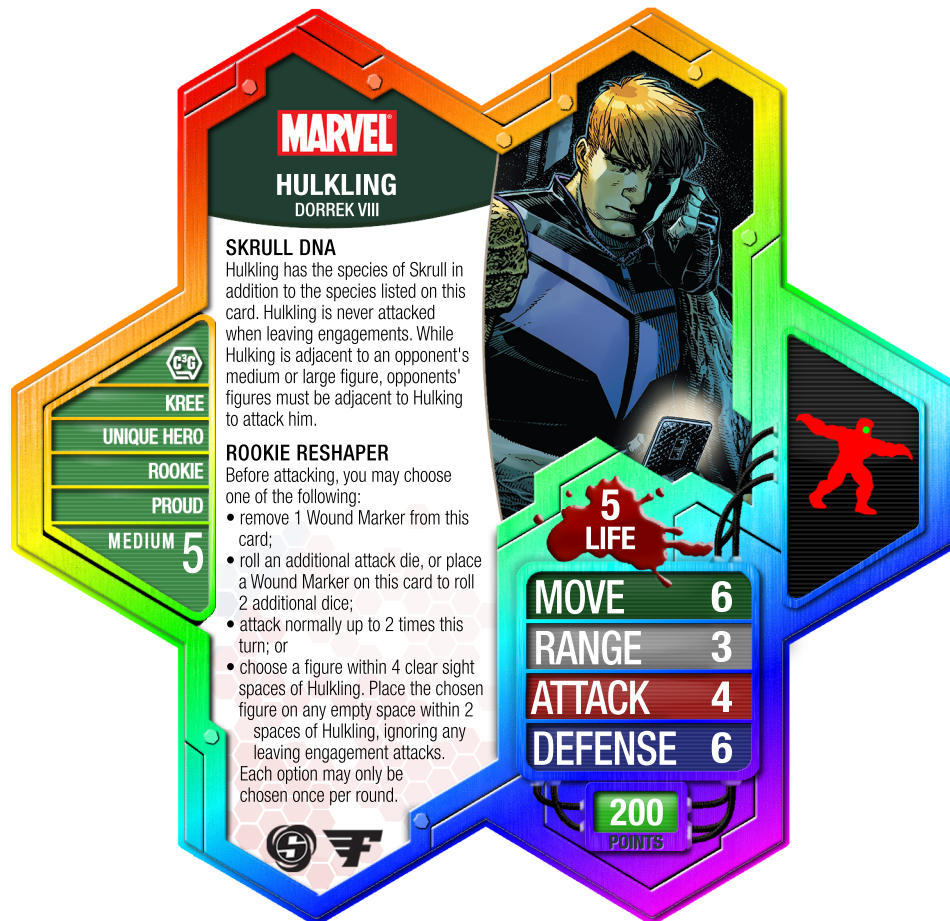 MARVEL
HULKLING
DORREK VIII
SKRULL DNA
Hulkling has the species of Skrull in
addition to the species listed on this
card. Hulkling is never attacked
when leaving engagements. While
Hulking is adjacent to an opponent's
medium or large figure, opponents'
figures must be adjacent to Hulking
to attack him.
ROOKIE RESHAPER
Before attacking, you may choose
one of the following:
• remove 1 Wound Marker from this
card;
• roll an additional attack die, or place
a Wound Marker on this card to roll
2 additional dice;
• attack normally up to 2 times this
turn; or
• choose a figure within 4 clear sight
spaces of Hulkling. Place the chosen
figure on any empty space within 2
spaces of Hulkling, ignoring any
leaving engagement attacks.
Each option may only be
chosen once per round.
S F
C3G
KREE
UNIQUE HERO
ROOKIE
PROUD
MEDIUM 5
5
LIFE
MOVE 6
RANGE 3
ATTACK 4
DEFENSE 6
200
POINTS